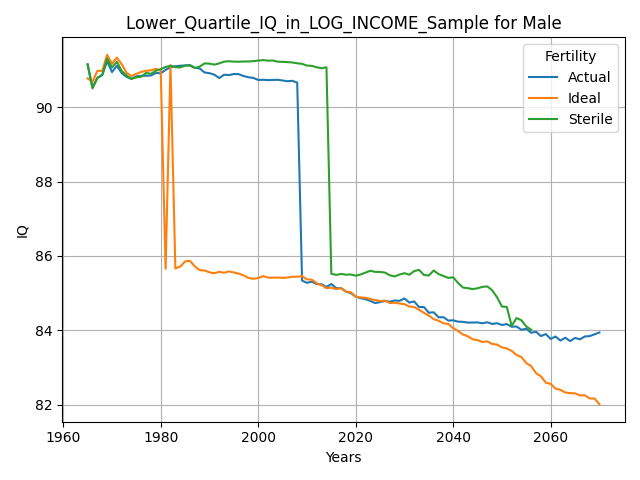 Lower_Quartile_IQ_in_LOG_INCOME_Sample for Male
Fertility
Actual
Ideal
Sterile
90
88
86
84
82
IQ
1960
1980
2000
2020
2040
2060
Years